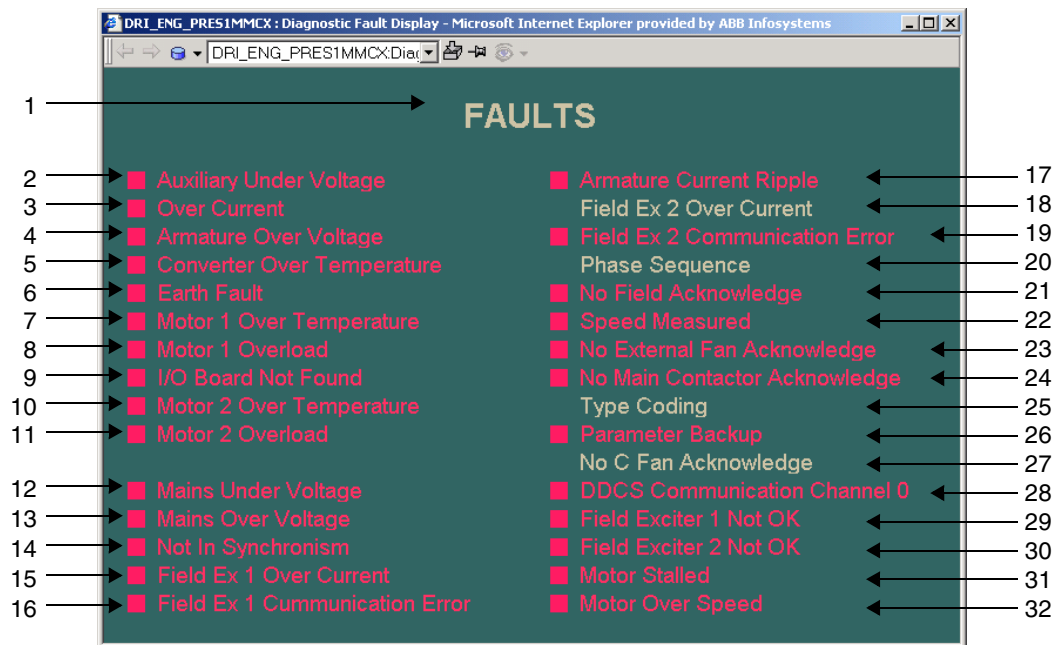 DRI_ENG_PRES1MMCX : Diagnostic Fault Display - Microsoft Internet Explorer provided by ABB Infosystems
DRI_ENG_PRES1MMCX:Diag
1
FAULTS
2 Auxiliary Under Voltage
3 Over Current
4 Armature Over Voltage
5 Converter Over Temperature
6 Earth Fault
7 Motor 1 Over Temperature
8 Motor 1 Overload
9 I/O Board Not Found
10 Motor 2 Over Temperature
11 Motor 2 Overload
12 Mains Under Voltage
13 Mains Over Voltage
14 Not In Synchronism
15 Field Ex 1 Over Current
16 Field Ex 1 Cummunication Error
Armature Current Ripple 17
Field Ex 2 Over Current 18
Field Ex 2 Communication Error 19
Phase Sequence 20
No Field Acknowledge 21
Speed Measured 22
No External Fan Acknowledge 23
No Main Contactor Acknowledge 24
Type Coding 25
Parameter Backup 26
No C Fan Acknowledge 27
DDCS Communication Channel 0 28
Field Exciter 1 Not OK 29
Field Exciter 2 Not OK 30
Motor Stalled 31
Motor Over Speed 32